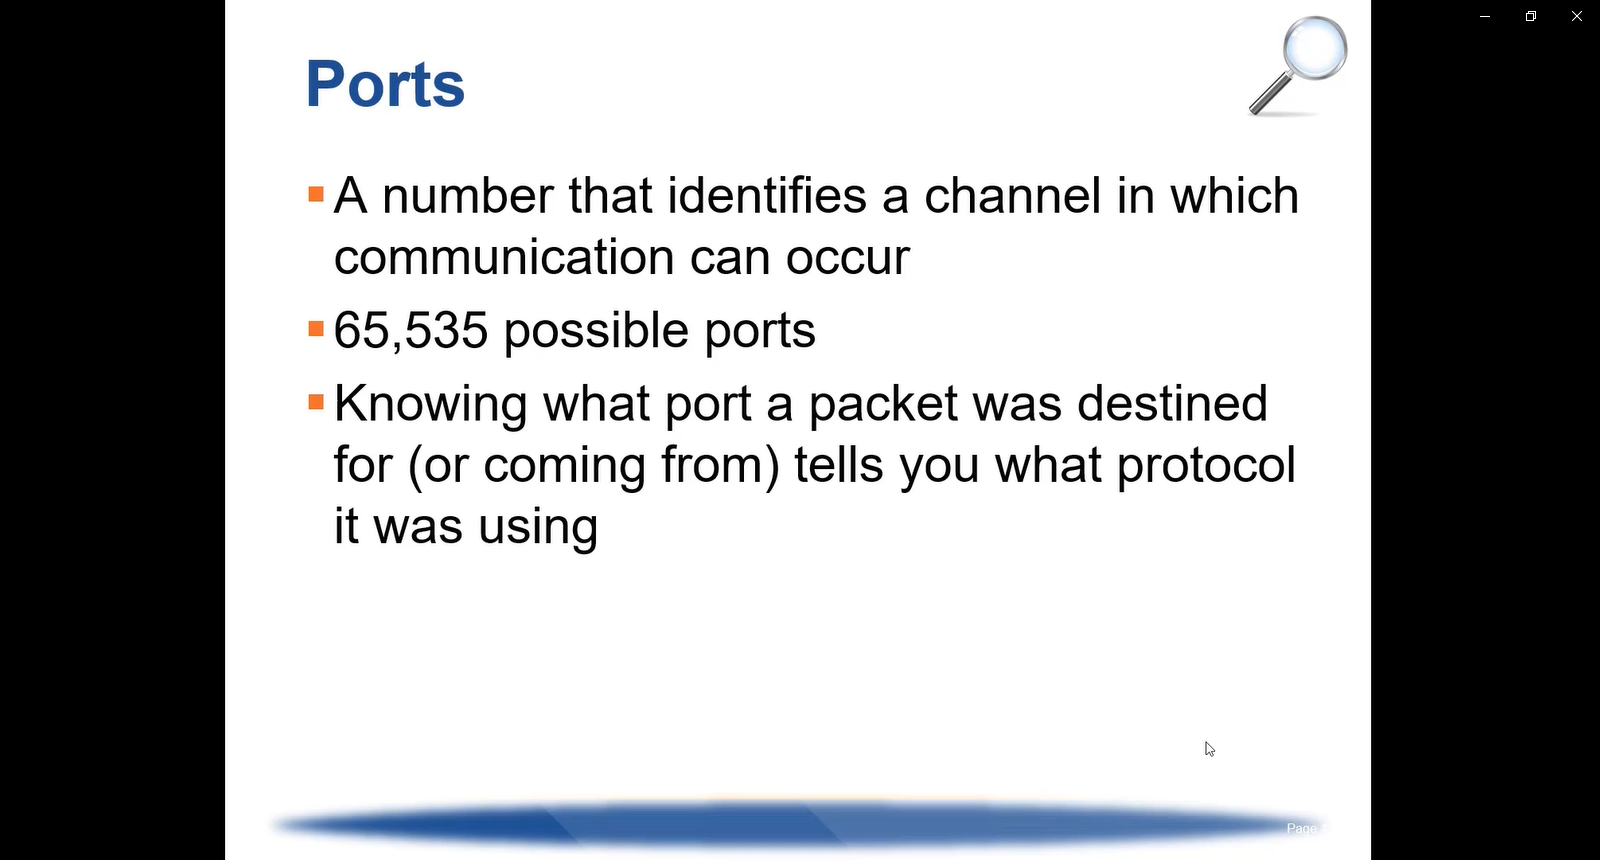 Ports
A number that identifies a channel in which
communication can occur
65,535 possible ports
Knowing what port a packet was destined
for (or coming from) tells you what protocol
it was using
Page